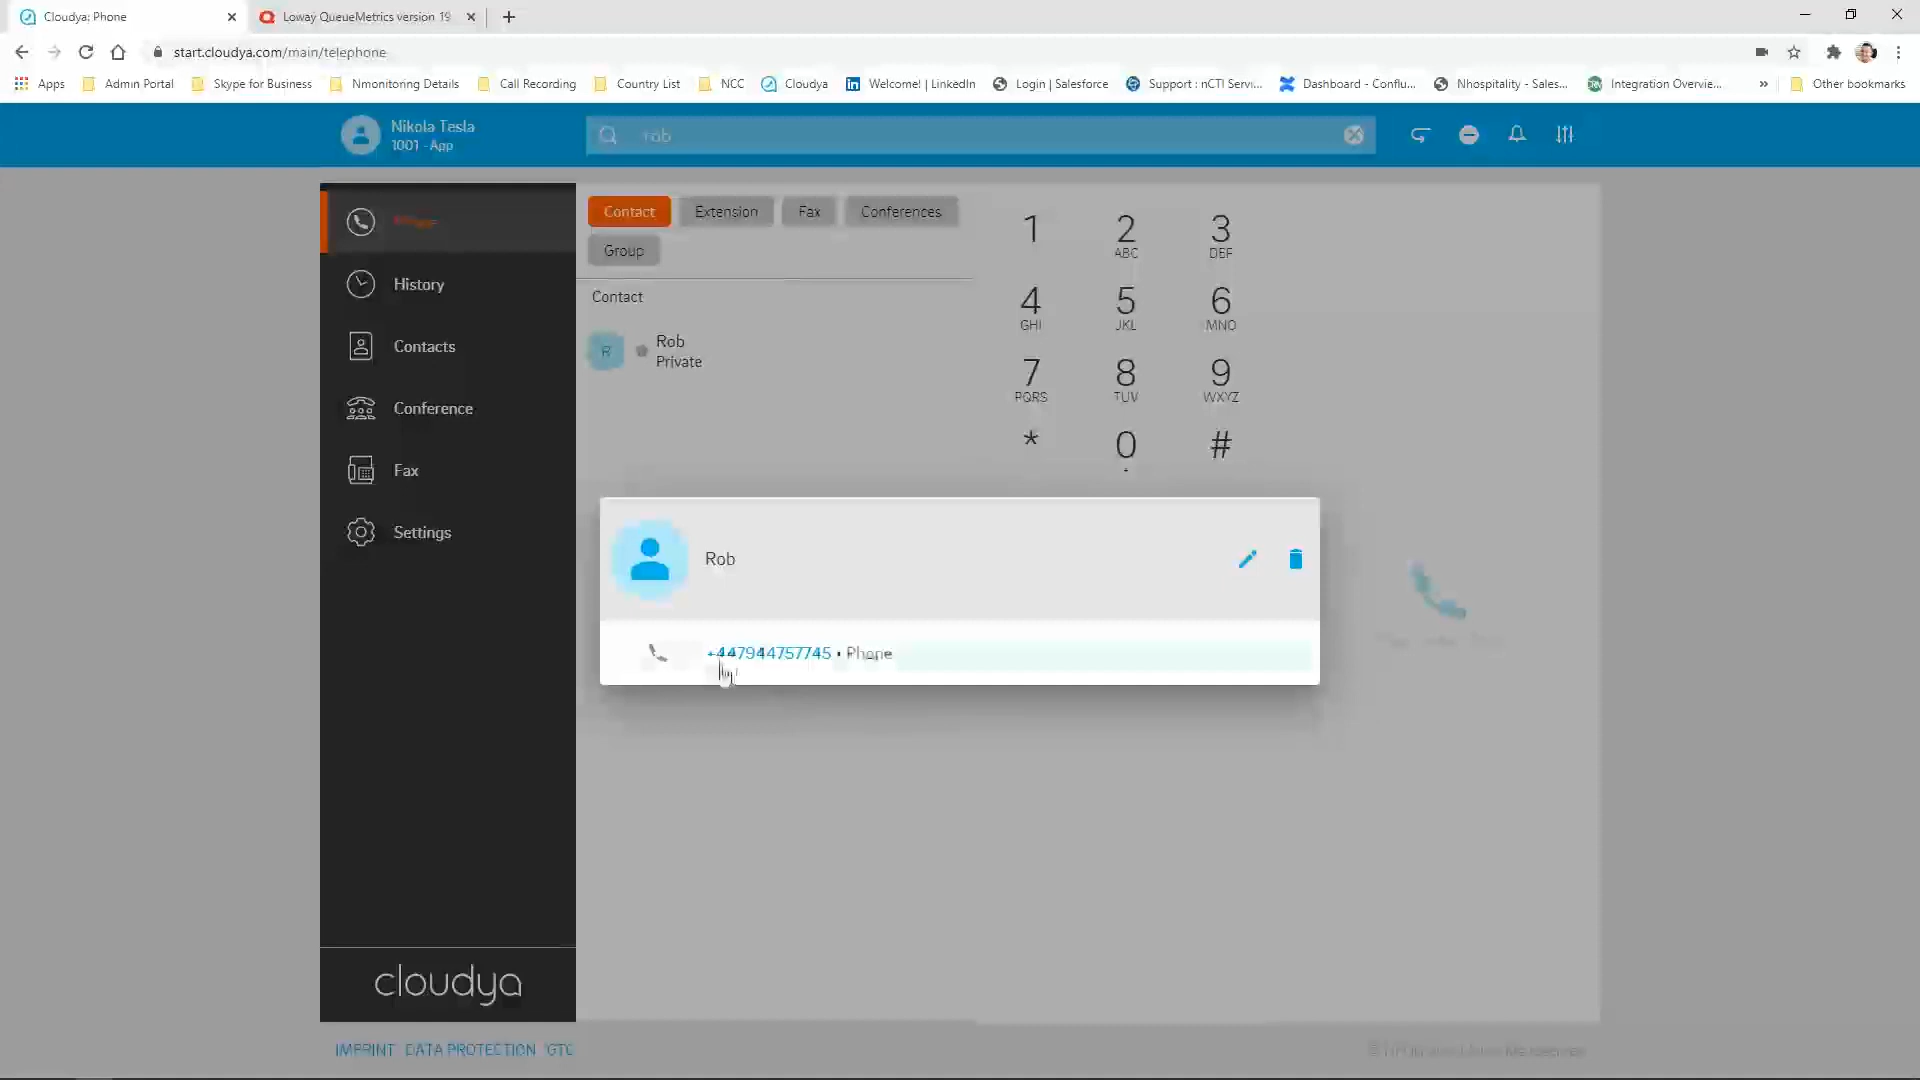 Cloudya: Phone
Loway QueueMetrics version 19
start.cloudya.com/main/telephone
Apps
Admin Portal
Skype for Business
Nmonitoring Details
Call Recording
Country List
NCC
Cloudya
Welcome! | LinkedIn
Login | Salesforce
Support : nCTI Servi...
Dashboard - Conflu...
Nhospitality - Sales...
Integration Overvie...
»
Other bookmarks
Nikola Tesla
1001 - App
rob
Phone
History
Contacts
Conference
Fax
Settings
cloudya
Contact
Extension
Fax
Conferences
Group
Contact
R
Rob
Private
1
2
ABC
3
DEF
4
GHI
5
JKL
6
MNO
7
PQRS
8
TUV
9
WXYZ
*
0
+
#
Rob
+447944757745 • Phone
IMPRINT DATA PROTECTION GTC